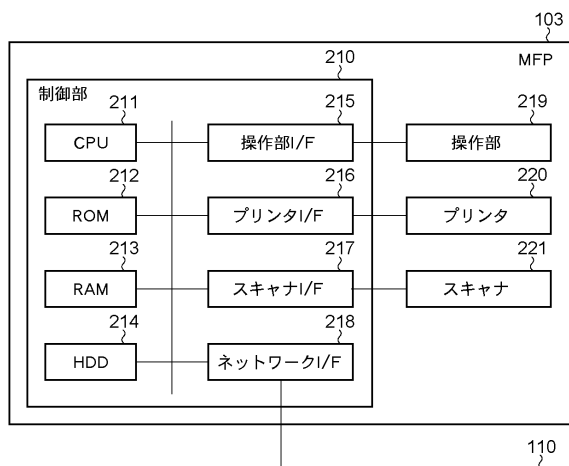 103
MFP
210
制御部
211
215
219
CPU
操作部I/F
操作部
212
216
220
ROM
プリンタI/F
プリンタ
213
217
221
RAM
スキャナI/F
スキャナ
214
218
HDD
ネットワークI/F
110